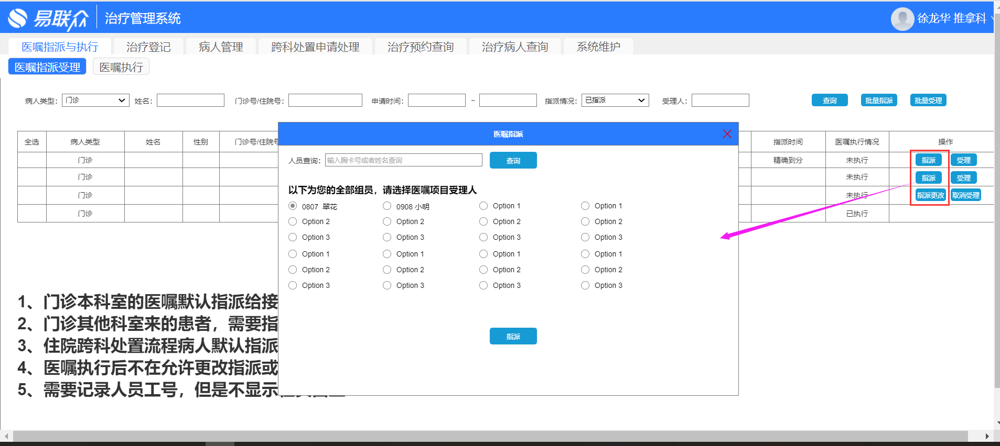 易联众 治疗管理系统 徐龙华 推拿科
医嘱指派与执行 治疗登记 病人管理 跨科处置申请处理 治疗预约查询 治疗病人查询 系统维护
医嘱指派受理 医嘱执行
病人类型： 门诊 姓名： 门诊号/住院号： 申请时间： ~ 指派情况： 已指派 受理人： 查询 批量指派 批量受理
全选 病人类型 姓名 性别 门诊号/住院号 指派时间 医嘱执行情况 操作
门诊 精确到分 未执行 指派 受理
门诊 未执行 指派 受理
门诊 未执行 指派更改 取消受理
门诊 已执行
医嘱指派
人员查询： 输入胸卡号或者姓名查询 查询
以下为您的全部组员，请选择医嘱项目受理人
0807 翠花 0908 小明 Option 1 Option 1
Option 2 Option 2 Option 2 Option 2
Option 3 Option 3 Option 3 Option 3
Option 1 Option 1 Option 1 Option 1
Option 2 Option 2 Option 2 Option 2
Option 3 Option 3 Option 3 Option 3
指派
1、门诊本科室的医嘱默认指派给接
2、门诊其他科室来的患者，需要指
3、住院跨科处置流程病人默认指派
4、医嘱执行后不在允许更改指派或
5、需要记录人员工号，但是不显示